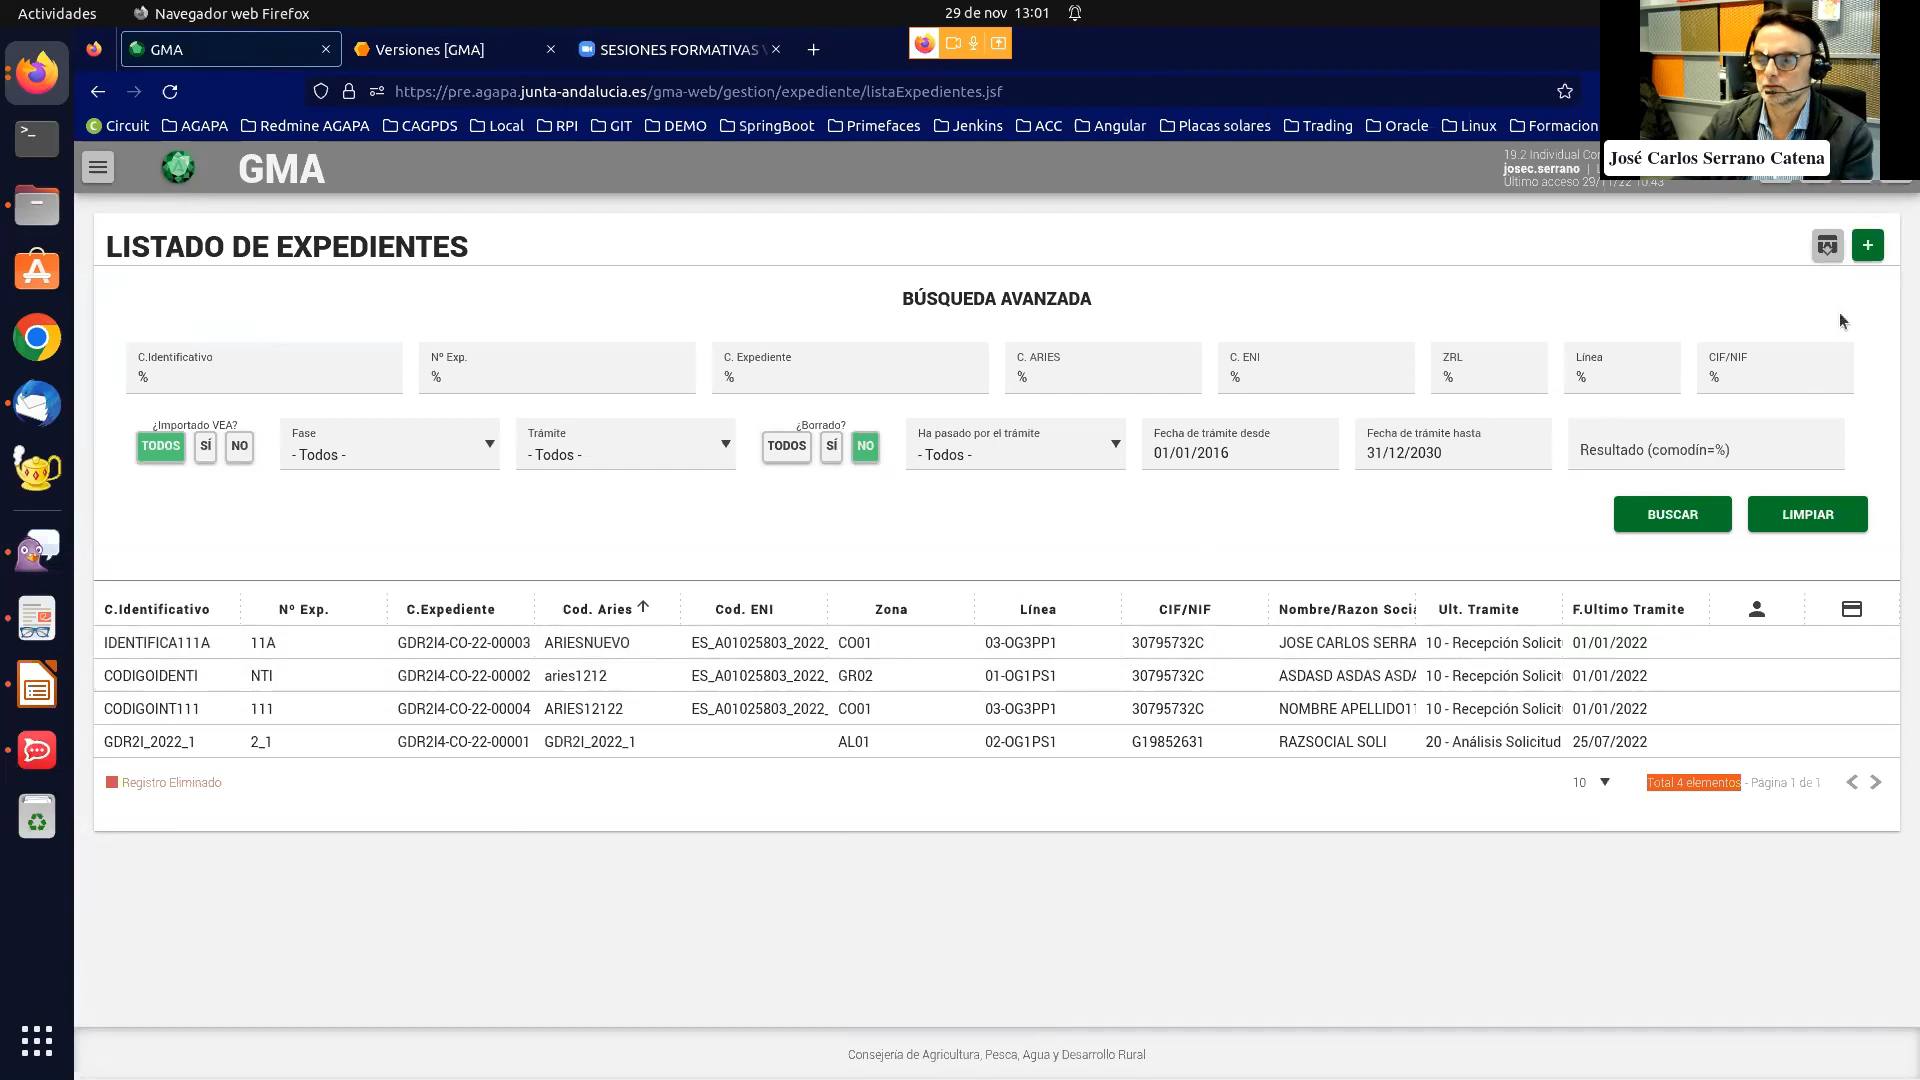 Actividades
Navegador web Firefox
29 de nov 13:01
GMA
Versiones [GMA]
SESIONES FORMATIVAS
https://pre.agapa.junta-andalucia.es/gma-web/gestion/expediente/listaExpedientes.jsf
Circuit AGAPA Redmine AGAPA CAGPDS Local RPI GIT DEMO SpringBoot Primefaces Jenkins ACC Angular Placas solares Trading Oracle Linux Formacion
GMA
19.2 Individual
josec.serrano |
Último acceso 29/11/22 10:43
José Carlos Serrano Catena
LISTADO DE EXPEDIENTES
+
BÚSQUEDA AVANZADA
C.Identificativo Nº Exp. C. Expediente C. ARIES C. ENI ZRL Línea CIF/NIF
% % % % % % % %
¿Importado VEA? Fase Trámite ¿Borrado? Ha pasado por el trámite Fecha de trámite desde Fecha de trámite hasta
TODOS SÍ NO - Todos - - Todos - TODOS SÍ NO - Todos - 01/01/2016 31/12/2030 Resultado (comodín=%)
BUSCAR LIMPIAR
C.Identificativo Nº Exp. C.Expediente Cod. Aries Cod. ENI Zona Línea CIF/NIF Nombre/Razon Ult. Tramite F.Ultimo Tramite
IDENTIFICA111A 11A GDR2I4-CO-22-00003 ARIESNUEVO ES_A01025803_2022_ CO01 03-OG3PP1 30795732C JOSE CARLOS SERRA 10 - Recepción Solicit 01/01/2022
CODIGOIDENTI NTI GDR2I4-CO-22-00002 aries1212 ES_A01025803_2022_ GR02 01-OG1PS1 30795732C ASDASD ASDAS ASDA 10 - Recepción Solicit 01/01/2022
CODIGOINT111 111 GDR2I4-CO-22-00004 ARIES12122 ES_A01025803_2022_ CO01 03-OG3PP1 30795732C NOMBRE APELLIDO1 10 - Recepción Solicit 01/01/2022
GDR2I_2022_1 2_1 GDR2I4-CO-22-00001 GDR2I_2022_1 AL01 02-OG1PS1 G19852631 RAZSOCIAL SOLI 20 - Análisis Solicitud 25/07/2022
Registro Eliminado
10
Total 4 elementos - Página 1 de 1
Consejería de Agricultura, Pesca, Agua y Desarrollo Rural